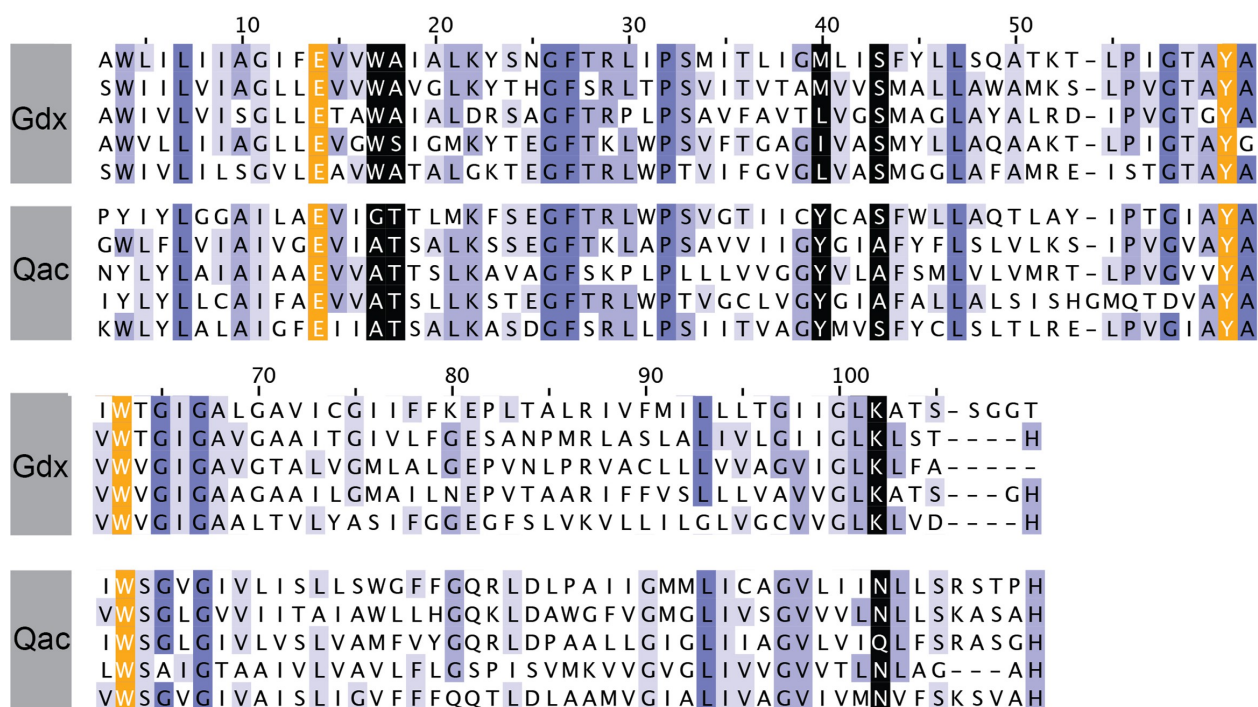 10 20 30 40 50
Gdx
AWLILIIAGIFEVVWAIALKYSNGFTRLIPSMITLIGMLISFYLLSQATKT-LPIGTAYA
SWIILVIAGLLEVVWAVGLKYTHGFSRLTPSVITVTAMVVSMALLAWAMKS-LPVGTAYA
AWIVLVISGLLETAWAIALDRSAGFTRPLPSAVFAVTLVGSMAGLAYALRD-IPVGTGYA
AWVLLIIAGLLEVGWSIGMKYTEGFTKLWPSVFTGAGIVASMYLLAQAAKT-LPIGTAYG
SWIVLILSGVLEAVWATALGKTEGFTRLWPTVIFGVGLVASMGGLAFAMRE-ISTGTAYA
Qac
PYIYLGGAILAEVIGTTLMKFSEGFTRLWPSVGTIICYCASFWLLAQTLAY-IPTGIAYA
GWLFLVIAIVGEVIATSALKSSEGFTKLAPSAVVIIGYGIAFYFLSLVLKS-IPVGVAYA
NYLYLAIAIAAEVVATTSLKAVAGFSKPLPLLLVVGGYVLAFSMLVLVMRT-LPVGVVYA
IYLYLLCAIFAEVVATSLLKSTEGFTRLWPTVGCLVGYGIAFALLALSISHGMQTDVAYA
KWLYLALAIGFEIIATSALKASDGFSRLLPSIITVAGYMVSFYCLSLTLRE-LPVGIAYA
70 80 90 100
Gdx
IWTGIGALGAVICGIIFFKEPLTALRIVFMILLLTGIIGLKATS-SGGT
VWTGIGAVGAAITGIVLFGESANPMRLASLALIVLGIIGLKLST----H
VWVGIGAVGTALVGMLALGEPVNLPRVACLLLVVAGVIGLKLFA-----
VWVGIGAAGAAILGMAILNEPVTAARIFFVSLLLVAVVGLKATS---GH
VWVGIGAALTVLYASIFGGEGFSLVKVLLILGLVGCVVGLKLVD----H
Qac
IWSGVGIVLISLLSWGFFGQRLDLPAIIGMMLICAGVLIINLLSRSTPH
VWSGLGVVIITAIAWLLHGQKLDAWGFVGMGLIVSGVVVLNLLSKASAH
IWSGLGIVLVSLVAMFVYGQRLDPAALLGIGLIIAGVLVIQLFSRASGH
LWSAIGTAAIVLVAVLFLGSPISVMKVVGVGLIVVGVVTLNLAG---AH
VWSGVGIVAISLIGVFFFQQTLDLAAMVGIALIVAGVIVMNVFSKSVAH